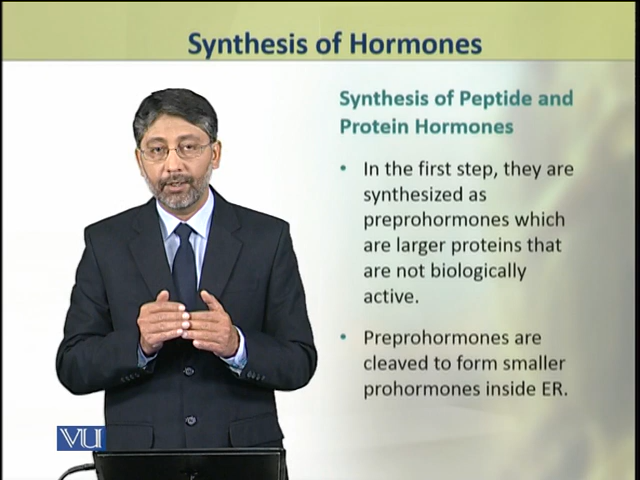 Synthesis of Hormones
Synthesis of Peptide and
Protein Hormones
• In the first step, they are
synthesized as
preprohormones which
are larger proteins that
are not biologically
active.
• Preprohormones are
cleaved to form smaller
prohormones inside ER.
VU